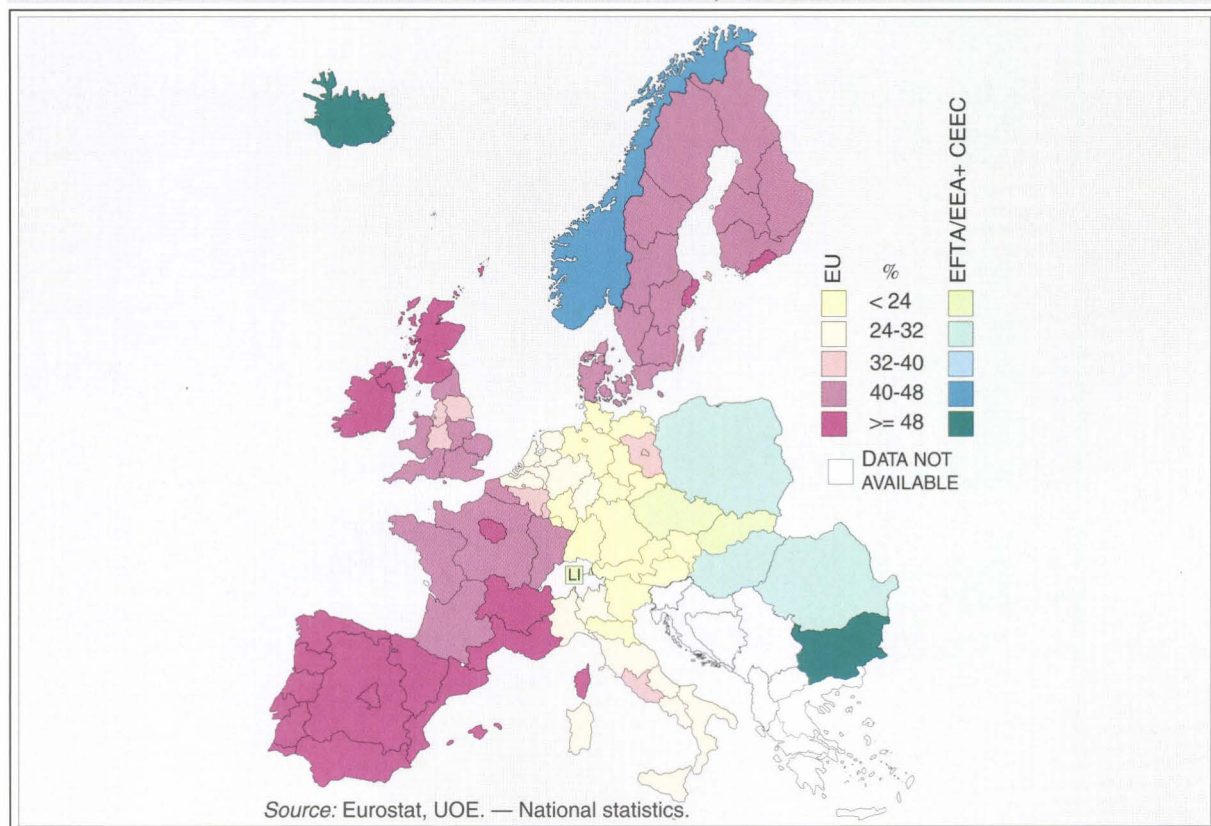 EU
%
EFTA/EEA+ CEEC
< 24
24-32
32-40
40-48
>= 48
DATA NOT
AVAILABLE
LI
Source: Eurostat, UOE. — National statistics.